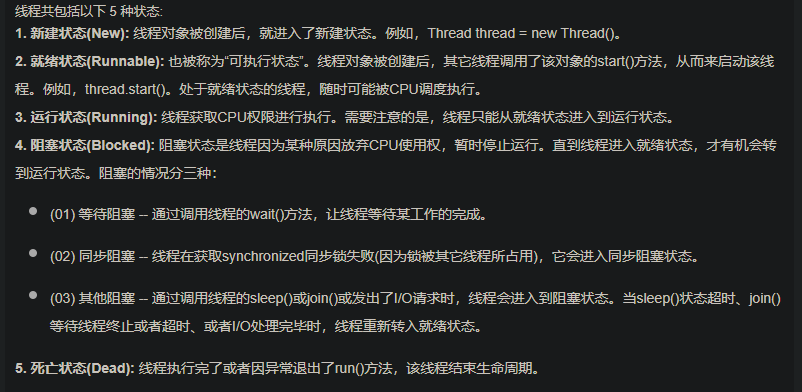 线程共包括以下 5 种状态:
1. 新建状态(New): 线程对象被创建后，就进入了新建状态。例如，Thread thread = new Thread()。
2. 就绪状态(Runnable): 也被称为“可执行状态”。线程对象被创建后，其它线程调用了该对象的start()方法，从而来启动该线
程。例如，thread.start()。处于就绪状态的线程，随时可能被CPU调度执行。
3. 运行状态(Running): 线程获取CPU权限进行执行。需要注意的是，线程只能从就绪状态进入到运行状态。
4. 阻塞状态(Blocked): 阻塞状态是线程因为某种原因放弃CPU使用权，暂时停止运行。直到线程进入就绪状态，才有机会转
到运行状态。阻塞的情况分三种：
(01) 等待阻塞 -- 通过调用线程的wait()方法，让线程等待某工作的完成。
(02) 同步阻塞 -- 线程在获取synchronized同步锁失败(因为锁被其它线程所占用)，它会进入同步阻塞状态。
(03) 其他阻塞 -- 通过调用线程的sleep()或join()或发出了I/O请求时，线程会进入到阻塞状态。当sleep()状态超时、join()
等待线程终止或者超时、或者I/O处理完毕时，线程重新转入就绪状态。
5. 死亡状态(Dead): 线程执行完了或者因异常退出了run()方法，该线程结束生命周期。